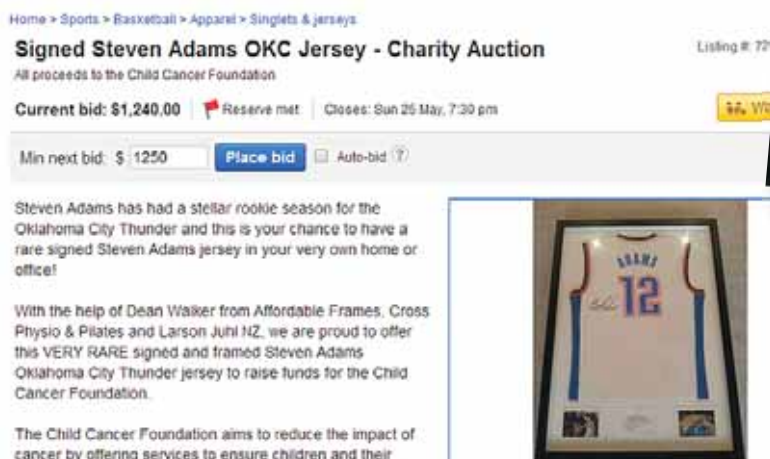 Home > Sports > Basketball > Apparel > Singlets & jerseys
Signed Steven Adams OKC Jersey - Charity Auction
Listing #: 72
All proceeds to the Child Cancer Foundation
Current bid: $1,240.00 Reserve met Closes: Sun 25 May, 7:30 pm
Min next bid: $ 1250 Place bid Auto-bid ?
Steven Adams has had a stellar rookie season for the
Oklahoma City Thunder and this is your chance to have a
rare signed Steven Adams jersey in your very own home or
office!
With the help of Dean Walker from Affordable Frames, Cross
Physio & Pilates and Larson Juhl NZ, we are proud to offer
this VERY RARE signed and framed Steven Adams
Oklahoma City Thunder jersey to raise funds for the Child
Cancer Foundation.
The Child Cancer Foundation aims to reduce the impact of
cancer by offering services to ensure children and their
ADAMS
12